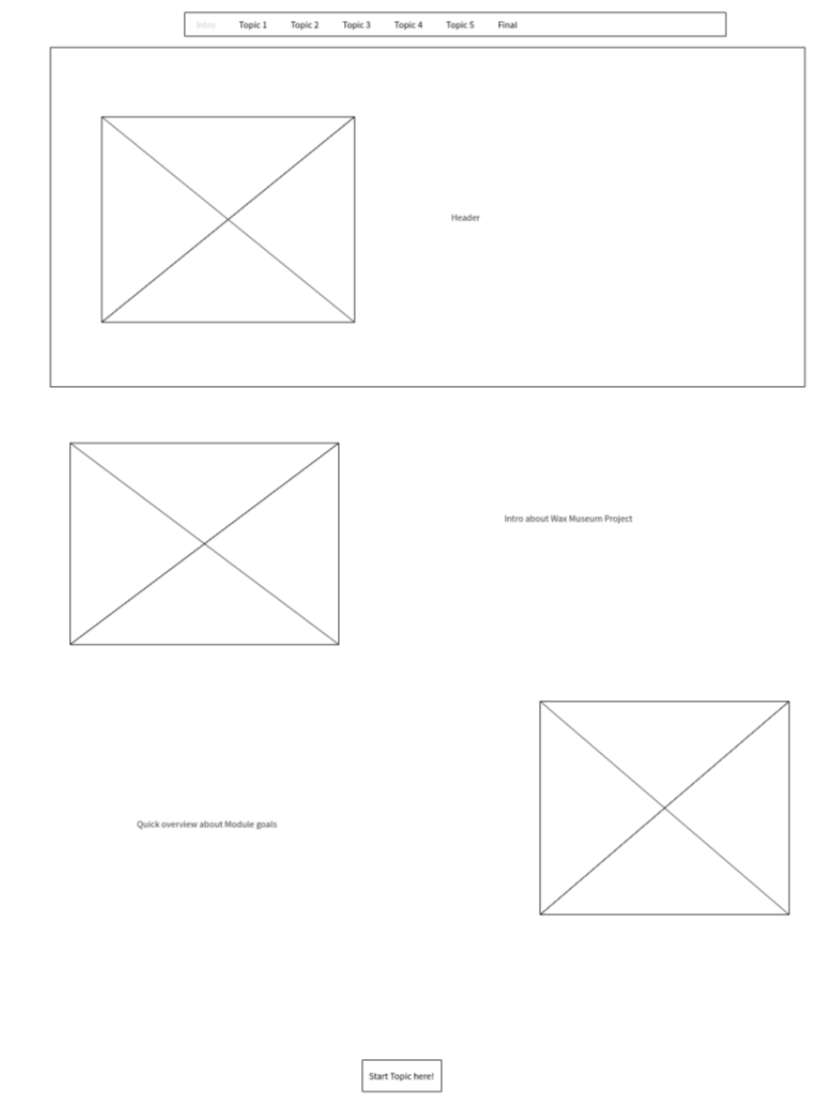 Intro Topic 1 Topic 2 Topic 3 Topic 4 Topic 5 Final
Header
Intro about Wax Museum Project
Quick overview about Module goals
Start Topic here!